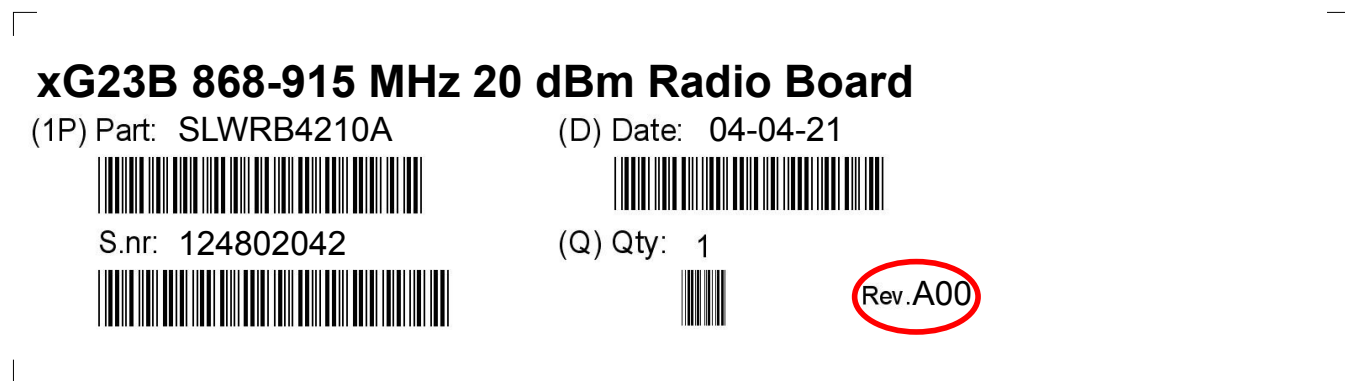 xG23B 868-915 MHz 20 dBm Radio Board
(1P) Part: SLWRB4210A (D) Date: 04-04-21
S.nr: 124802042 (Q) Qty: 1
Rev.A00